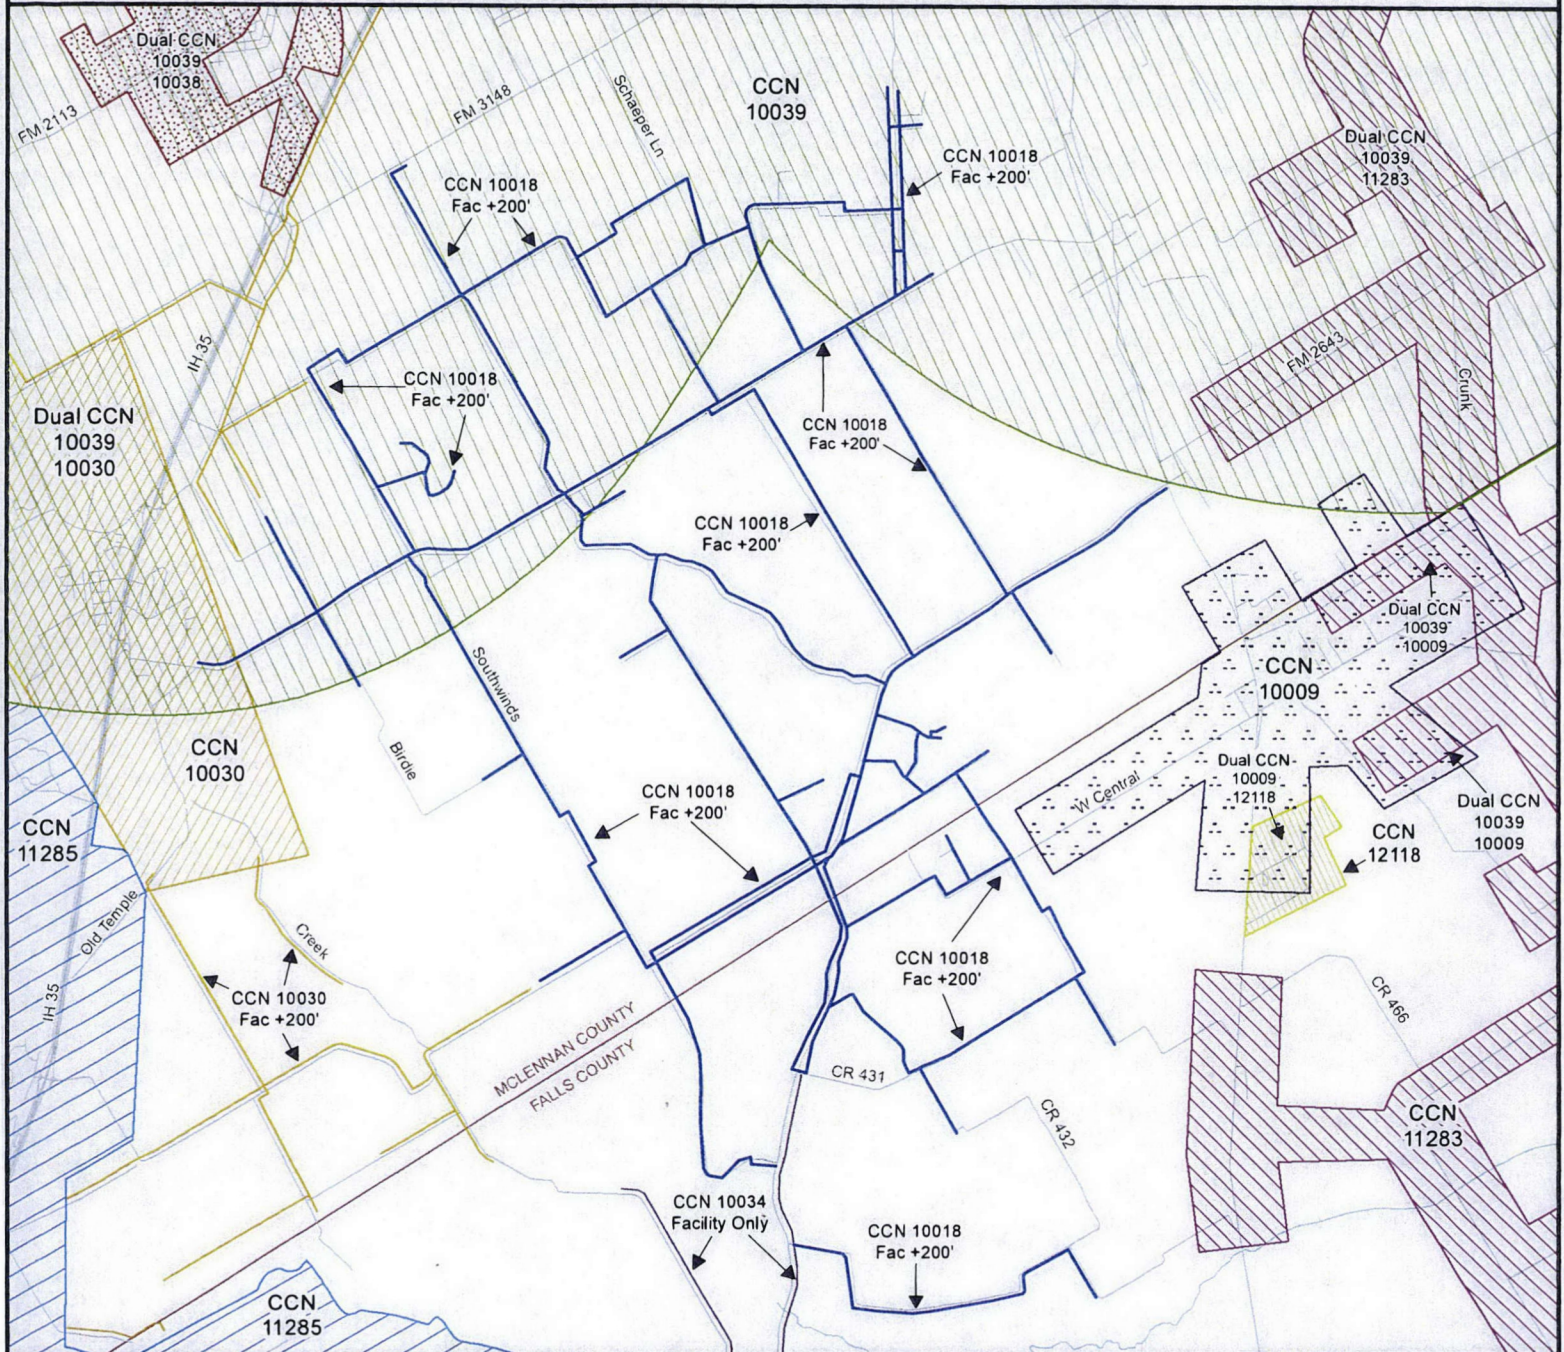 Dual CCN
10039
10038
FM 2113
FM 3148
Schaeper Ln
CCN
10039
CCN 10018
Fac +200'
CCN 10018
Fac +200'
Dual CCN
10039
11283
IH 35
CCN 10018
Fac +200'
FM 2643
Crunk
Dual CCN
10039
10030
CCN 10018
Fac +200'
CCN 10018
Fac +200'
Dual CCN
10039
10009
CCN
10009
Southwinds
Birdie
CCN
10030
CCN 10018
Fac +200'
W Central
Dual CCN
10009
12118
Dual CCN
10039
10009
CCN
12118
CCN
11285
Old Temple
Creek
CCN 10018
Fac +200'
IH 35
CCN 10030
Fac +200'
CR 466
MCLENNAN COUNTY
FALLS COUNTY
CR 431
CR 432
CCN
11283
CCN 10034
Facility Only
CCN 10018
Fac +200'
CCN
11285